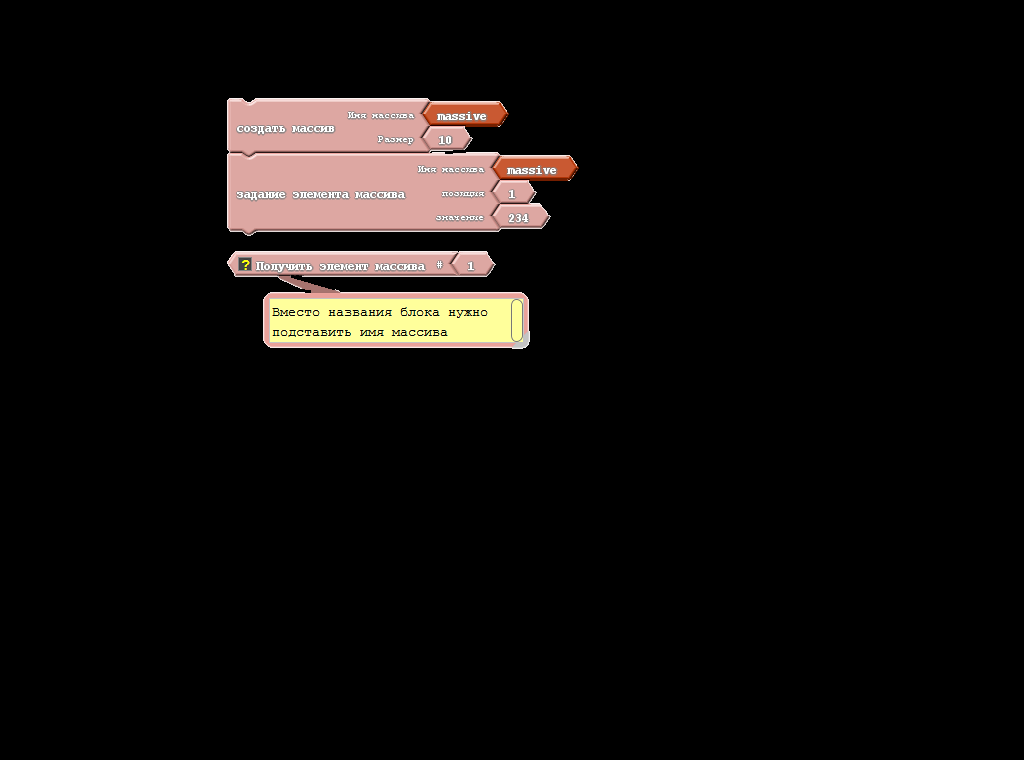 Имя массива massive
создать массив
Размер 10
Имя массива massive
задание элемента массива позиция 1
значение 234
? Получить элемент массива # 1
Вместо названия блока нужно
подставить имя массива